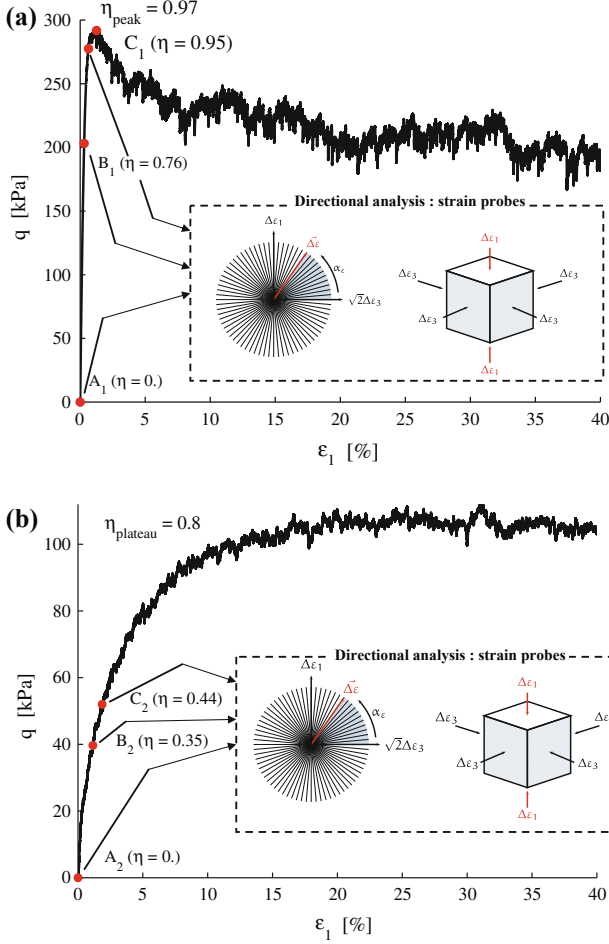 (a)
η_peak = 0.97
C_1 (η = 0.95)
B_1 (η = 0.76)
A_1 (η = 0.)
Directional analysis : strain probes
Δε_1
Δε⃗
α_ε
√2Δε_3
Δε_1
Δε_3
Δε_3
Δε_3
Δε_3
Δε_1
300
250
200
150
100
50
0
q [kPa]
0 5 10 15 20 25 30 35 40
ε_1 [%]
(b)
η_plateau = 0.8
C_2 (η = 0.44)
B_2 (η = 0.35)
A_2 (η = 0.)
Directional analysis : strain probes
Δε_1
Δε⃗
α_ε
√2Δε_3
Δε_1
Δε_3
Δε_3
Δε_3
Δε_1
100
80
60
40
20
0
q [kPa]
0 5 10 15 20 25 30 35 40
ε_1 [%]